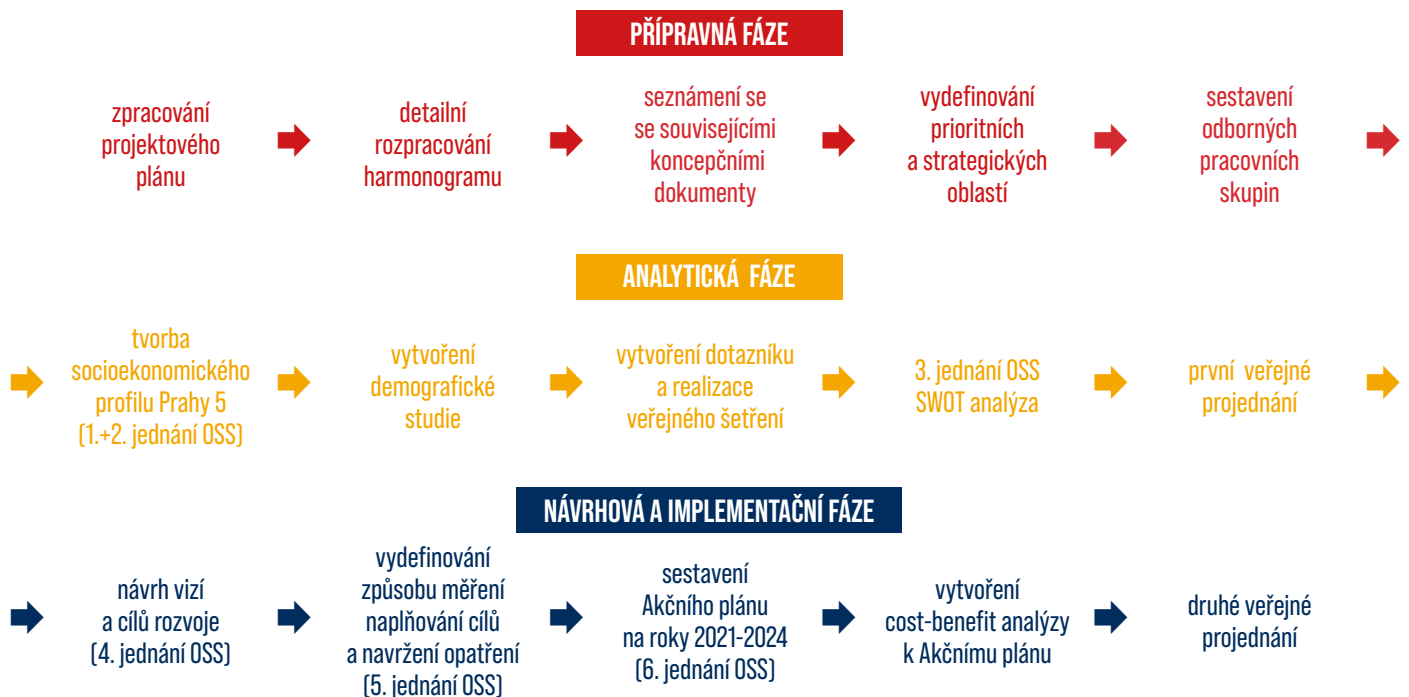 PŘÍPRAVNÁ FÁZE
zpracování
projektového
plánu
detailní
rozpracování
harmonogramu
seznámení se
se souvisejícími
koncepčními
dokumenty
vydefinování
prioritních
a strategických
oblastí
sestavení
odborných
pracovních
skupin
ANALYTICKÁ FÁZE
tvorba
socioekonomického
profilu Prahy 5
(1.+2. jednání OSS)
vytvoření
demografické
studie
vytvoření dotazníku
a realizace
veřejného šetření
3. jednání OSS
SWOT analýza
první veřejné
projednání
NÁVRHOVÁ A IMPLEMENTAČNÍ FÁZE
návrh vizí
a cílů rozvoje
(4. jednání OSS)
vydefinování
způsobu měření
naplňování cílů
a navržení opatření
(5. jednání OSS)
sestavení
Akčního plánu
na roky 2021-2024
(6. jednání OSS)
vytvoření
cost-benefit analýzy
k Akčnímu plánu
druhé veřejné
projednání